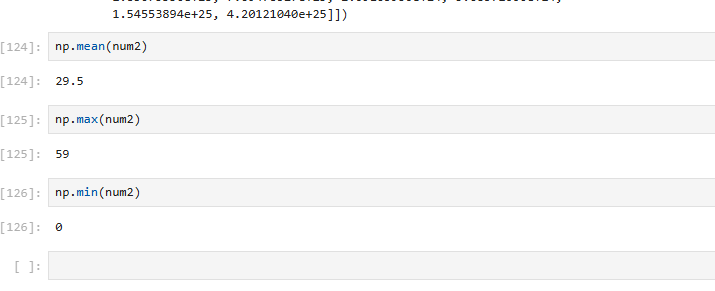 1.54553894e+25, 4.20121040e+25]])
[124]: np.mean(num2)
[124]: 29.5
[125]: np.max(num2)
[125]: 59
[126]: np.min(num2)
[126]: 0
[ ]: